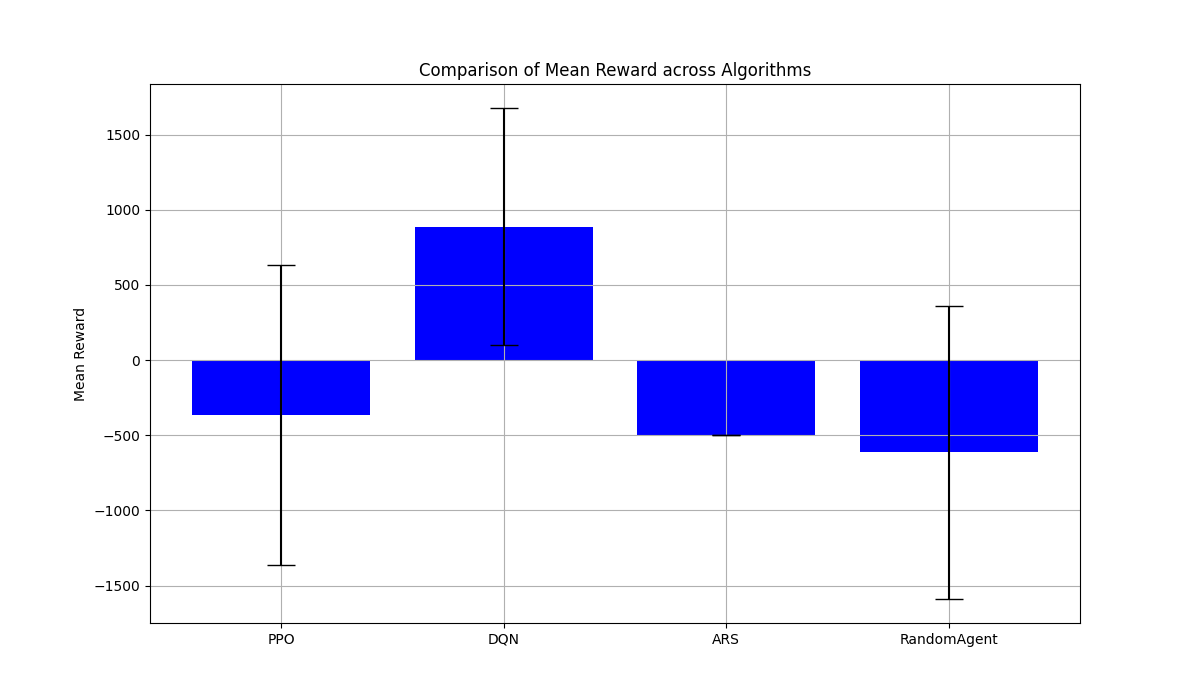 Comparison of Mean Reward across Algorithms
Mean Reward
1500
1000
500
0
−500
−1000
−1500
PPO
DQN
ARS
RandomAgent